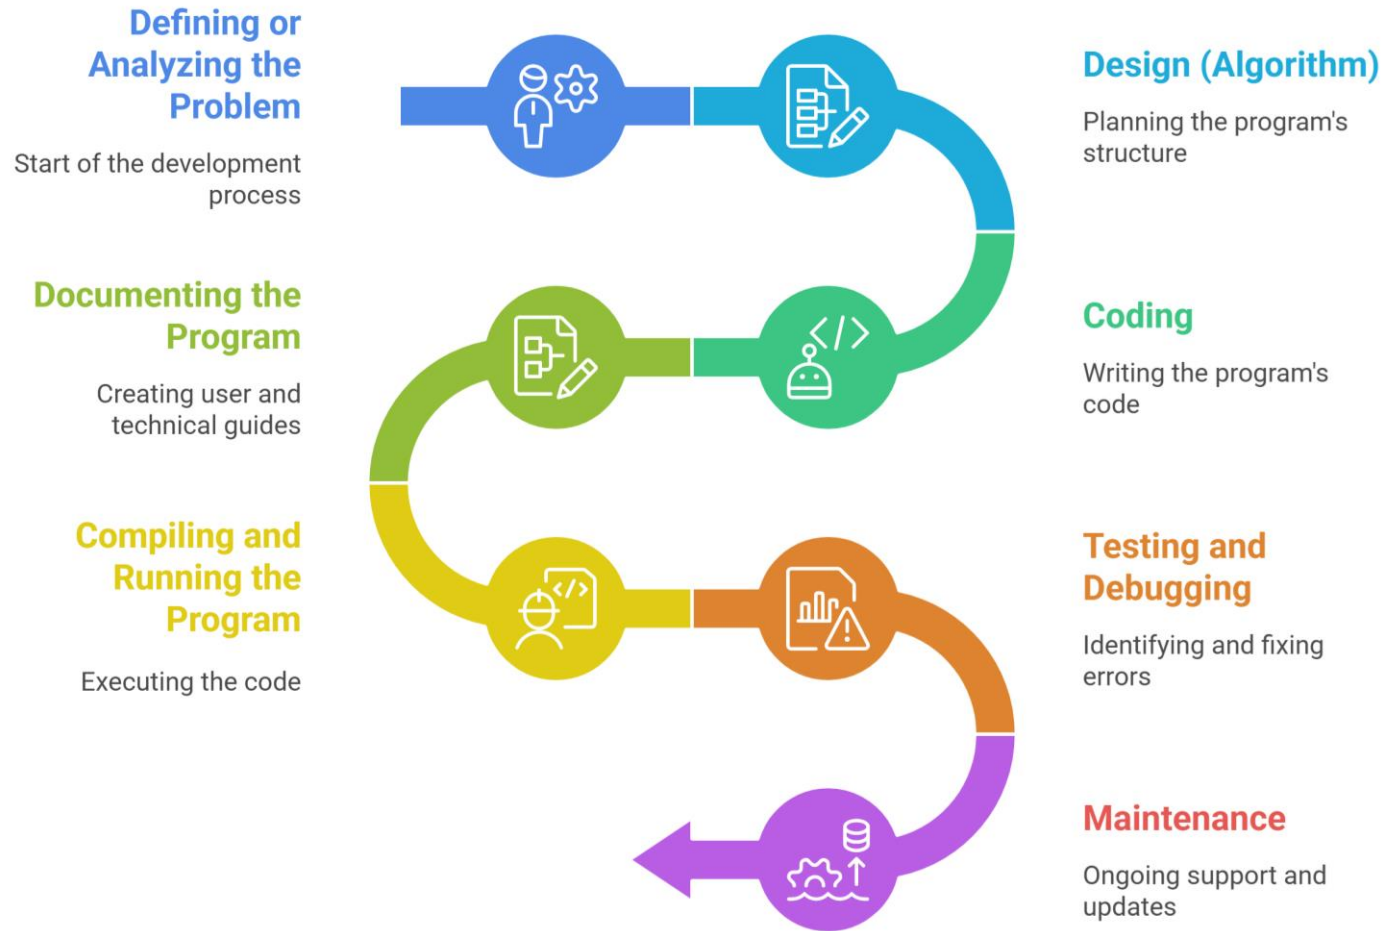 Defining or
Analyzing the
Problem
Start of the development
process
Design (Algorithm)
Planning the program's
structure
</>
Coding
Writing the program's
code
Documenting the
Program
Creating user and
technical guides
Compiling and
Running the
Program
Executing the code
</>
Testing and
Debugging
Identifying and fixing
errors
!
Maintenance
Ongoing support and
updates